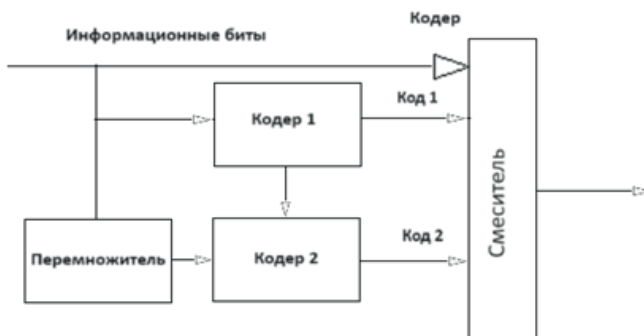 Кодер
Информационные биты
Код 1
Кодер 1
Смеситель
Код 2
Перемножитель
Кодер 2